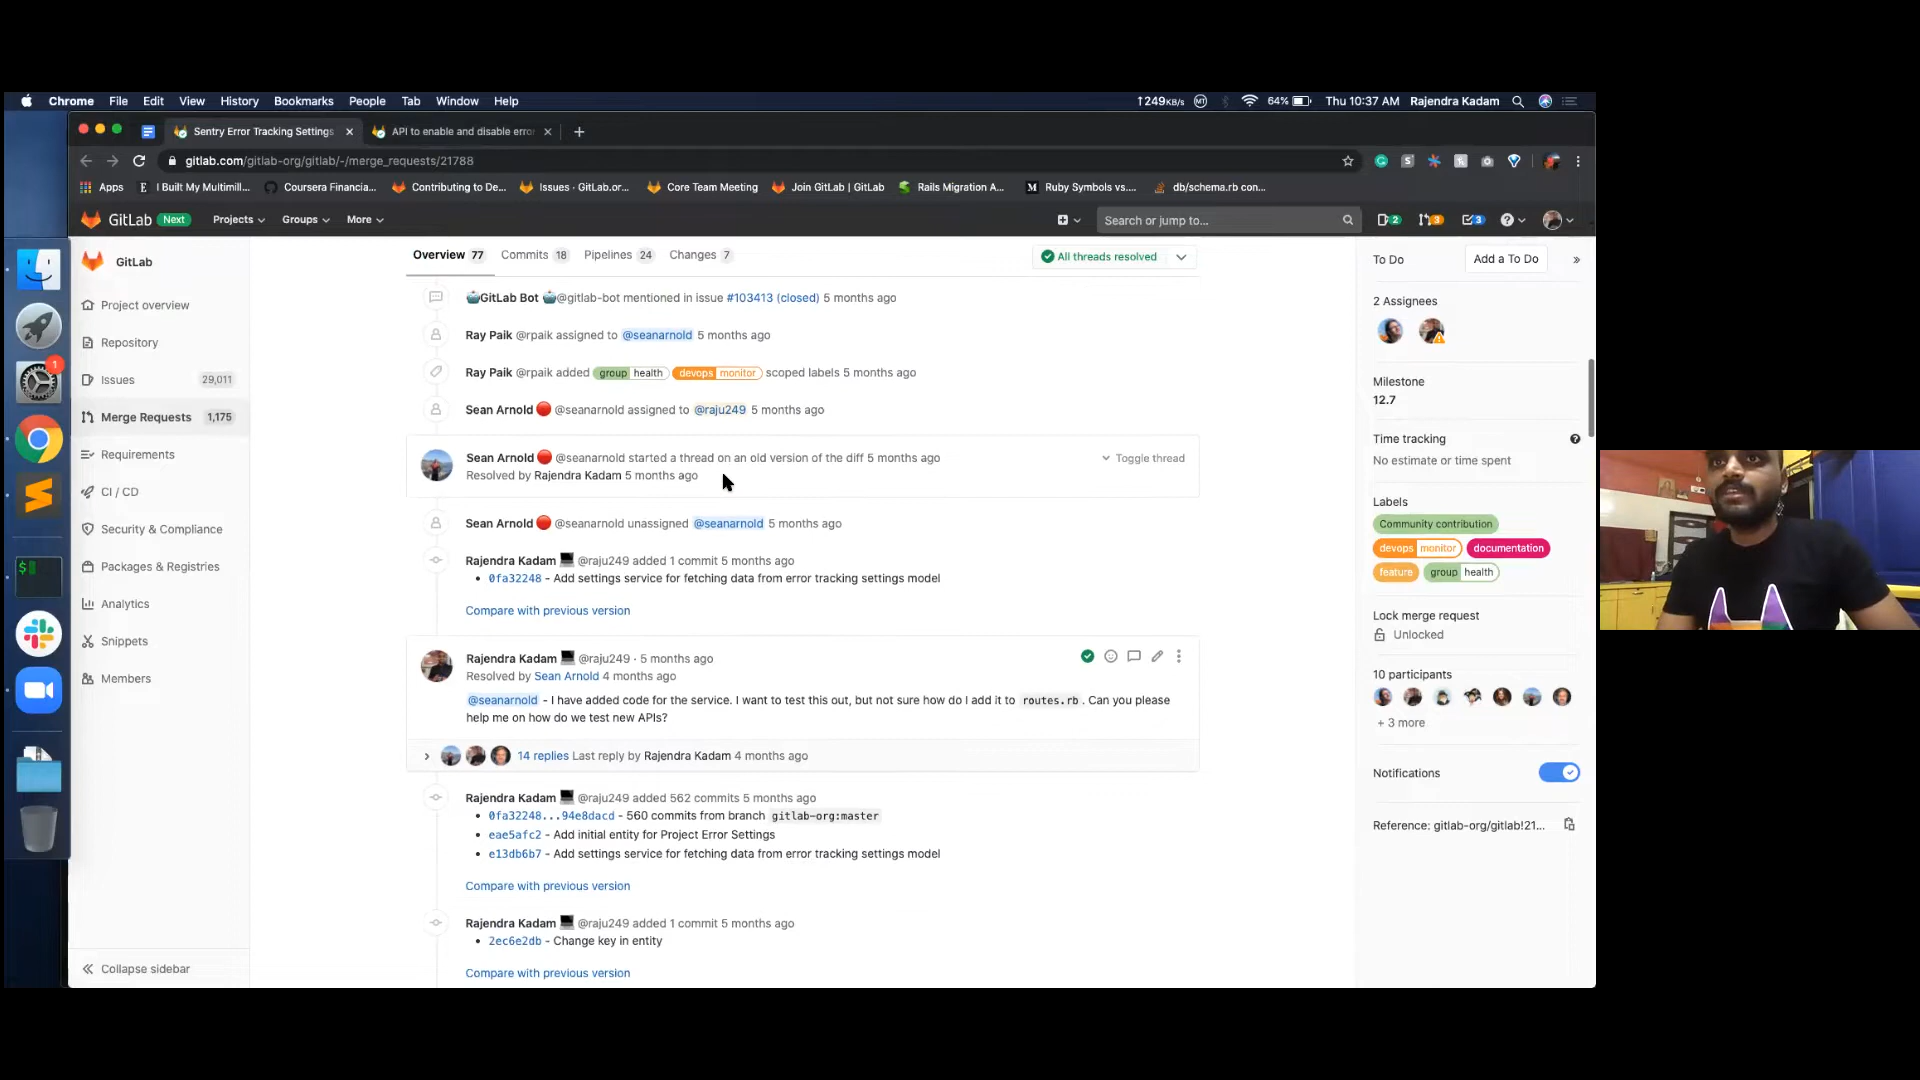 Chrome File Edit View History Bookmarks People Tab Window Help
↑249KB/s 64% Thu 10:37 AM Rajendra Kadam
Sentry Error Tracking Settings
API to enable and disable erro
gitlab.com/gitlab-org/gitlab/-/merge_requests/21788
Apps I Built My Multimill... Coursera Financia... Contributing to De... Issues · GitLab.or... Core Team Meeting Join GitLab | GitLab Rails Migration A... Ruby Symbols vs.... db/schema.rb con...
GitLab Next Projects Groups More Search or jump to... 2 3 3
GitLab
Project overview
Repository
Issues 29,011
Merge Requests 1,175
Requirements
CI / CD
Security & Compliance
Packages & Registries
Analytics
Snippets
Members
Collapse sidebar
1
Overview 77 Commits 18 Pipelines 24 Changes 7
All threads resolved
GitLab Bot @gitlab-bot mentioned in issue #103413 (closed) 5 months ago
Ray Paik @rpaik assigned to @seanarnold 5 months ago
Ray Paik @rpaik added group health devops monitor scoped labels 5 months ago
Sean Arnold @seanarnold assigned to @raju249 5 months ago
Sean Arnold @seanarnold started a thread on an old version of the diff 5 months ago
Toggle thread
Resolved by Rajendra Kadam 5 months ago
Sean Arnold @seanarnold unassigned @seanarnold 5 months ago
Rajendra Kadam @raju249 added 1 commit 5 months ago
0fa32248 - Add settings service for fetching data from error tracking settings model
Compare with previous version
Rajendra Kadam @raju249 · 5 months ago
Resolved by Sean Arnold 4 months ago
@seanarnold - I have added code for the service. I want to test this out, but not sure how do I add it to routes.rb. Can you please
help me on how do we test new APIs?
14 replies Last reply by Rajendra Kadam 4 months ago
Rajendra Kadam @raju249 added 562 commits 5 months ago
0fa32248...94e8dacd - 560 commits from branch gitlab-org:master
eae5afc2 - Add initial entity for Project Error Settings
e13db6b7 - Add settings service for fetching data from error tracking settings model
Compare with previous version
Rajendra Kadam @raju249 added 1 commit 5 months ago
2ec6e2db - Change key in entity
Compare with previous version
To Do Add a To Do
2 Assignees
Milestone
12.7
Time tracking
No estimate or time spent
Labels
Community contribution
devops monitor documentation
feature group health
Lock merge request
Unlocked
10 participants
+ 3 more
Notifications
Reference: gitlab-org/gitlab!21...